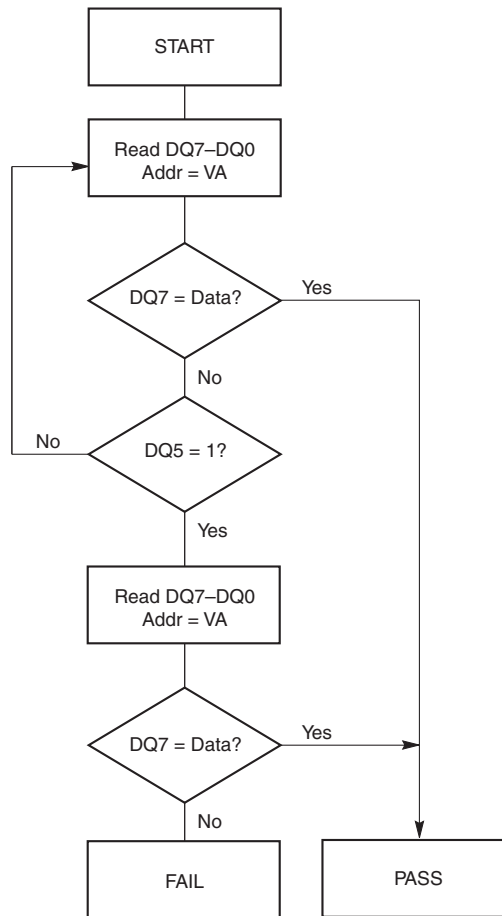 START
Read DQ7–DQ0
Addr = VA
DQ7 = Data?
Yes
No
No
DQ5 = 1?
Yes
Read DQ7–DQ0
Addr = VA
DQ7 = Data?
Yes
No
FAIL
PASS